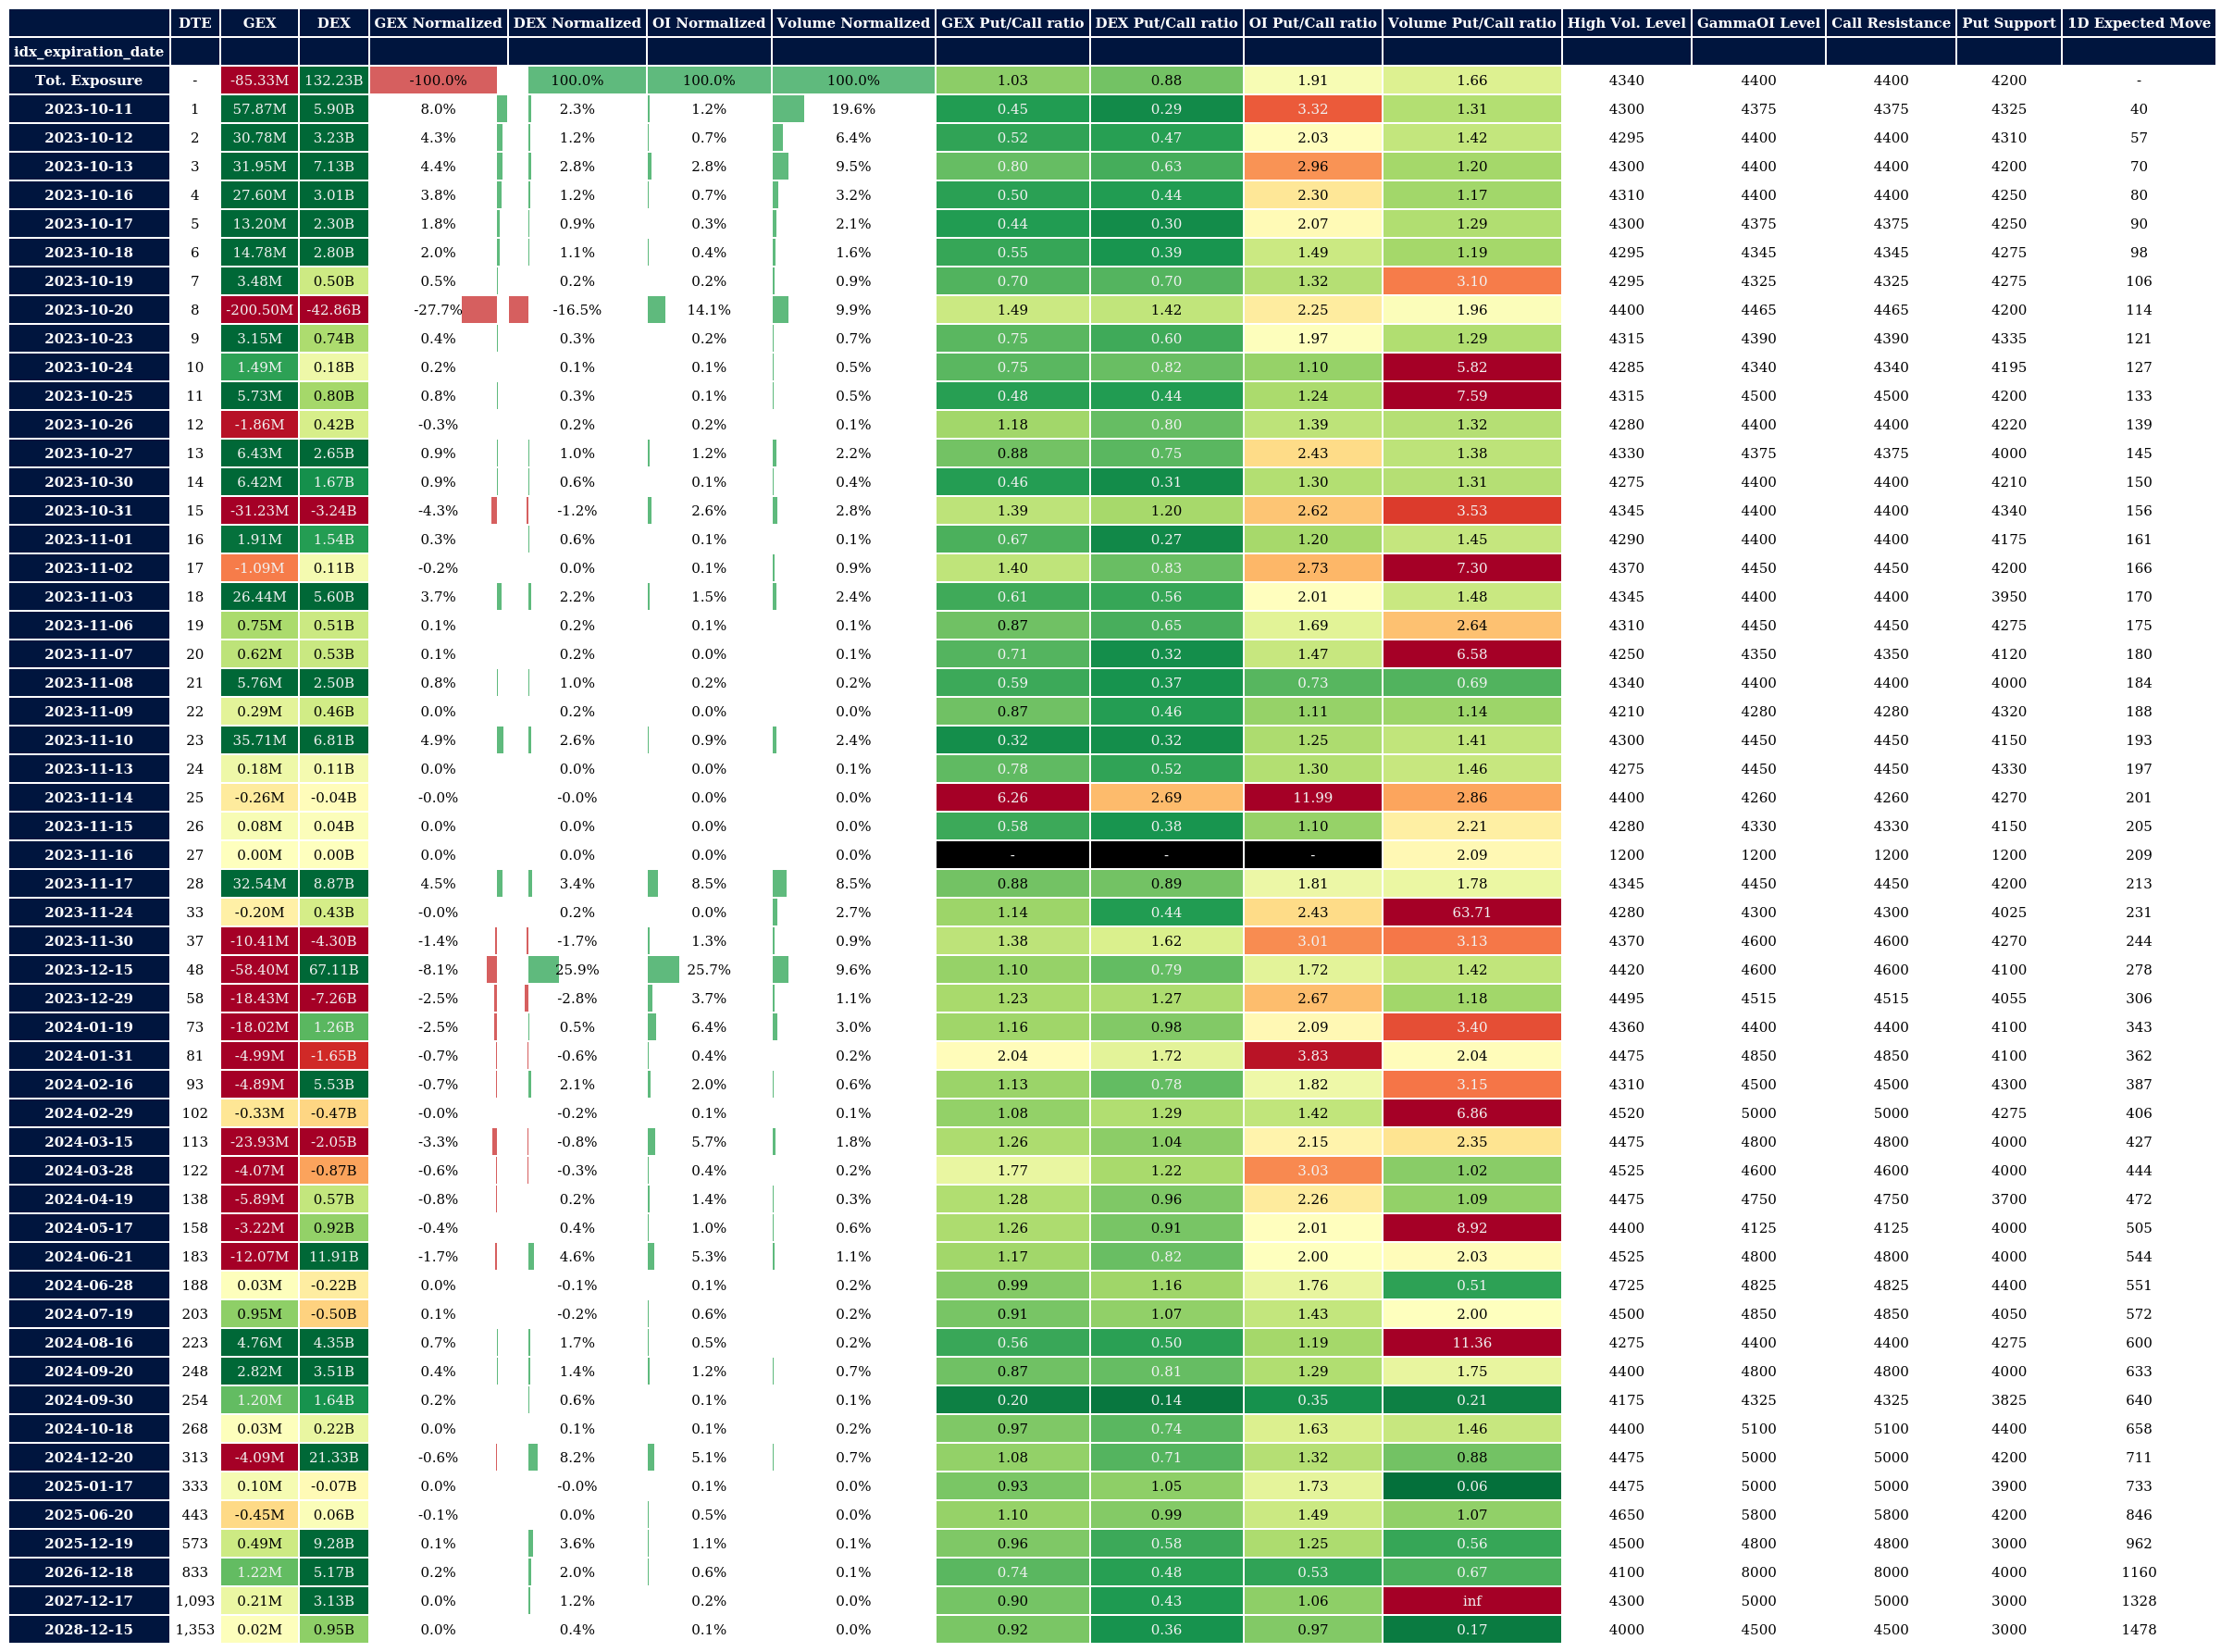 DTE GEX DEX GEX Normalized DEX Normalized OI Normalized Volume Normalized GEX Put/Call ratio DEX Put/Call ratio OI Put/Call ratio Volume Put/Call ratio High Vol. Level GammaOI Level Call Resistance Put Support 1D Expected Move
idx_expiration_date
Tot. Exposure - -85.33M 132.23B -100.0% 100.0% 100.0% 100.0% 1.03 0.88 1.91 1.66 4340 4400 4400 4200 -
2023-10-11 1 57.87M 5.90B 8.0% 2.3% 1.2% 19.6% 0.45 0.29 3.32 1.31 4300 4375 4375 4325 40
2023-10-12 2 30.78M 3.23B 4.3% 1.2% 0.7% 6.4% 0.52 0.47 2.03 1.42 4295 4400 4400 4310 57
2023-10-13 3 31.95M 7.13B 4.4% 2.8% 2.8% 9.5% 0.80 0.63 2.96 1.20 4300 4400 4400 4200 70
2023-10-16 4 27.60M 3.01B 3.8% 1.2% 0.7% 3.2% 0.50 0.44 2.30 1.17 4310 4400 4400 4250 80
2023-10-17 5 13.20M 2.30B 1.8% 0.9% 0.3% 2.1% 0.44 0.30 2.07 1.29 4300 4375 4375 4250 90
2023-10-18 6 14.78M 2.80B 2.0% 1.1% 0.4% 1.6% 0.55 0.39 1.49 1.19 4295 4345 4345 4275 98
2023-10-19 7 3.48M 0.50B 0.5% 0.2% 0.2% 0.9% 0.70 0.70 1.32 3.10 4295 4325 4325 4275 106
2023-10-20 8 -200.50M -42.86B -27.7% -16.5% 14.1% 9.9% 1.49 1.42 2.25 1.96 4400 4465 4465 4200 114
2023-10-23 9 3.15M 0.74B 0.4% 0.3% 0.2% 0.7% 0.75 0.60 1.97 1.29 4315 4390 4390 4335 121
2023-10-24 10 1.49M 0.18B 0.2% 0.1% 0.1% 0.5% 0.75 0.82 1.10 5.82 4285 4340 4340 4195 127
2023-10-25 11 5.73M 0.80B 0.8% 0.3% 0.1% 0.5% 0.48 0.44 1.24 7.59 4315 4500 4500 4200 133
2023-10-26 12 -1.86M 0.42B -0.3% 0.2% 0.2% 0.1% 1.18 0.80 1.39 1.32 4280 4400 4400 4220 139
2023-10-27 13 6.43M 2.65B 0.9% 1.0% 1.2% 2.2% 0.88 0.75 2.43 1.38 4330 4375 4375 4000 145
2023-10-30 14 6.42M 1.67B 0.9% 0.6% 0.1% 0.4% 0.46 0.31 1.30 1.31 4275 4400 4400 4210 150
2023-10-31 15 -31.23M -3.24B -4.3% -1.2% 2.6% 2.8% 1.39 1.20 2.62 3.53 4345 4400 4400 4340 156
2023-11-01 16 1.91M 1.54B 0.3% 0.6% 0.1% 0.1% 0.67 0.27 1.20 1.45 4290 4400 4400 4175 161
2023-11-02 17 -1.09M 0.11B -0.2% 0.0% 0.1% 0.9% 1.40 0.83 2.73 7.30 4370 4450 4450 4200 166
2023-11-03 18 26.44M 5.60B 3.7% 2.2% 1.5% 2.4% 0.61 0.56 2.01 1.48 4345 4400 4400 3950 170
2023-11-06 19 0.75M 0.51B 0.1% 0.2% 0.1% 0.1% 0.87 0.65 1.69 2.64 4310 4450 4450 4275 175
2023-11-07 20 0.62M 0.53B 0.1% 0.2% 0.0% 0.1% 0.71 0.32 1.47 6.58 4250 4350 4350 4120 180
2023-11-08 21 5.76M 2.50B 0.8% 1.0% 0.2% 0.2% 0.59 0.37 0.73 0.69 4340 4400 4400 4000 184
2023-11-09 22 0.29M 0.46B 0.0% 0.2% 0.0% 0.0% 0.87 0.46 1.11 1.14 4210 4280 4280 4320 188
2023-11-10 23 35.71M 6.81B 4.9% 2.6% 0.9% 2.4% 0.32 0.32 1.25 1.41 4300 4450 4450 4150 193
2023-11-13 24 0.18M 0.11B 0.0% 0.0% 0.0% 0.1% 0.78 0.52 1.30 1.46 4275 4450 4450 4330 197
2023-11-14 25 -0.26M -0.04B -0.0% -0.0% 0.0% 0.0% 6.26 2.69 11.99 2.86 4400 4260 4260 4270 201
2023-11-15 26 0.08M 0.04B 0.0% 0.0% 0.0% 0.0% 0.58 0.38 1.10 2.21 4280 4330 4330 4150 205
2023-11-16 27 0.00M 0.00B 0.0% 0.0% 0.0% 0.0% - - - 2.09 1200 1200 1200 1200 209
2023-11-17 28 32.54M 8.87B 4.5% 3.4% 8.5% 8.5% 0.88 0.89 1.81 1.78 4345 4450 4450 4200 213
2023-11-24 33 -0.20M 0.43B -0.0% 0.2% 0.0% 2.7% 1.14 0.44 2.43 63.71 4280 4300 4300 4025 231
2023-11-30 37 -10.41M -4.30B -1.4% -1.7% 1.3% 0.9% 1.38 1.62 3.01 3.13 4370 4600 4600 4270 244
2023-12-15 48 -58.40M 67.11B -8.1% 25.9% 25.7% 9.6% 1.10 0.79 1.72 1.42 4420 4600 4600 4100 278
2023-12-29 58 -18.43M -7.26B -2.5% -2.8% 3.7% 1.1% 1.23 1.27 2.67 1.18 4495 4515 4515 4055 306
2024-01-19 73 -18.02M 1.26B -2.5% 0.5% 6.4% 3.0% 1.16 0.98 2.09 3.40 4360 4400 4400 4100 343
2024-01-31 81 -4.99M -1.65B -0.7% -0.6% 0.4% 0.2% 2.04 1.72 3.83 2.04 4475 4850 4850 4100 362
2024-02-16 93 -4.89M 5.53B -0.7% 2.1% 2.0% 0.6% 1.13 0.78 1.82 3.15 4310 4500 4500 4300 387
2024-02-29 102 -0.33M -0.47B -0.0% -0.2% 0.1% 0.1% 1.08 1.29 1.42 6.86 4520 5000 5000 4275 406
2024-03-15 113 -23.93M -2.05B -3.3% -0.8% 5.7% 1.8% 1.26 1.04 2.15 2.35 4475 4800 4800 4000 427
2024-03-28 122 -4.07M -0.87B -0.6% -0.3% 0.4% 0.2% 1.77 1.22 3.03 1.02 4525 4600 4600 4000 444
2024-04-19 138 -5.89M 0.57B -0.8% 0.2% 1.4% 0.3% 1.28 0.96 2.26 1.09 4475 4750 4750 3700 472
2024-05-17 158 -3.22M 0.92B -0.4% 0.4% 1.0% 0.6% 1.26 0.91 2.01 8.92 4400 4125 4125 4000 505
2024-06-21 183 -12.07M 11.91B -1.7% 4.6% 5.3% 1.1% 1.17 0.82 2.00 2.03 4525 4800 4800 4000 544
2024-06-28 188 0.03M -0.22B 0.0% -0.1% 0.1% 0.2% 0.99 1.16 1.76 0.51 4725 4825 4825 4400 551
2024-07-19 203 0.95M -0.50B 0.1% -0.2% 0.6% 0.2% 0.91 1.07 1.43 2.00 4500 4850 4850 4050 572
2024-08-16 223 4.76M 4.35B 0.7% 1.7% 0.5% 0.2% 0.56 0.50 1.19 11.36 4275 4400 4400 4275 600
2024-09-20 248 2.82M 3.51B 0.4% 1.4% 1.2% 0.7% 0.87 0.81 1.29 1.75 4400 4800 4800 4000 633
2024-09-30 254 1.20M 1.64B 0.2% 0.6% 0.1% 0.1% 0.20 0.14 0.35 0.21 4175 4325 4325 3825 640
2024-10-18 268 0.03M 0.22B 0.0% 0.1% 0.1% 0.2% 0.97 0.74 1.63 1.46 4400 5100 5100 4400 658
2024-12-20 313 -4.09M 21.33B -0.6% 8.2% 5.1% 0.7% 1.08 0.71 1.32 0.88 4475 5000 5000 4200 711
2025-01-17 333 0.10M -0.07B 0.0% -0.0% 0.1% 0.0% 0.93 1.05 1.73 0.06 4475 5000 5000 3900 733
2025-06-20 443 -0.45M 0.06B -0.1% 0.0% 0.5% 0.0% 1.10 0.99 1.49 1.07 4650 5800 5800 4200 846
2025-12-19 573 0.49M 9.28B 0.1% 3.6% 1.1% 0.1% 0.96 0.58 1.25 0.56 4500 4800 4800 3000 962
2026-12-18 833 1.22M 5.17B 0.2% 2.0% 0.6% 0.1% 0.74 0.48 0.53 0.67 4100 8000 8000 4000 1160
2027-12-17 1,093 0.21M 3.13B 0.0% 1.2% 0.2% 0.0% 0.90 0.43 1.06 inf 4300 5000 5000 3000 1328
2028-12-15 1,353 0.02M 0.95B 0.0% 0.4% 0.1% 0.0% 0.92 0.36 0.97 0.17 4000 4500 4500 3000 1478